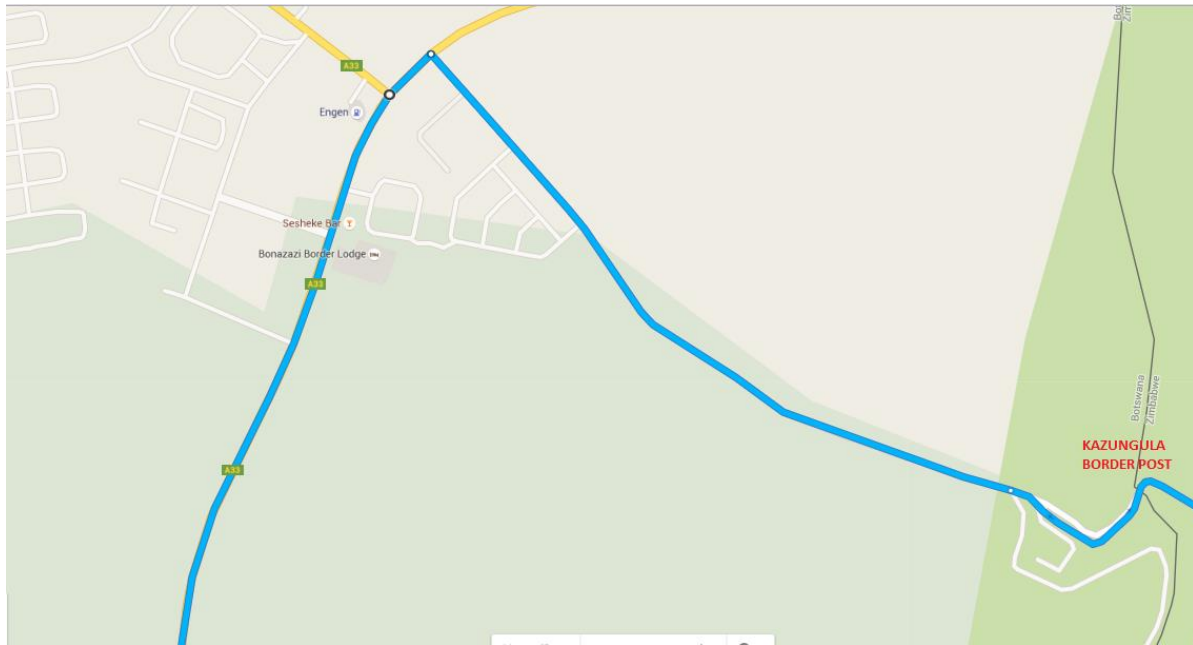 A33
Engen
Sesheke Bar
Bonazazi Border Lodge
A33
A33
Botswana
Zimbabwe
KAZUNGULA
BORDER POST